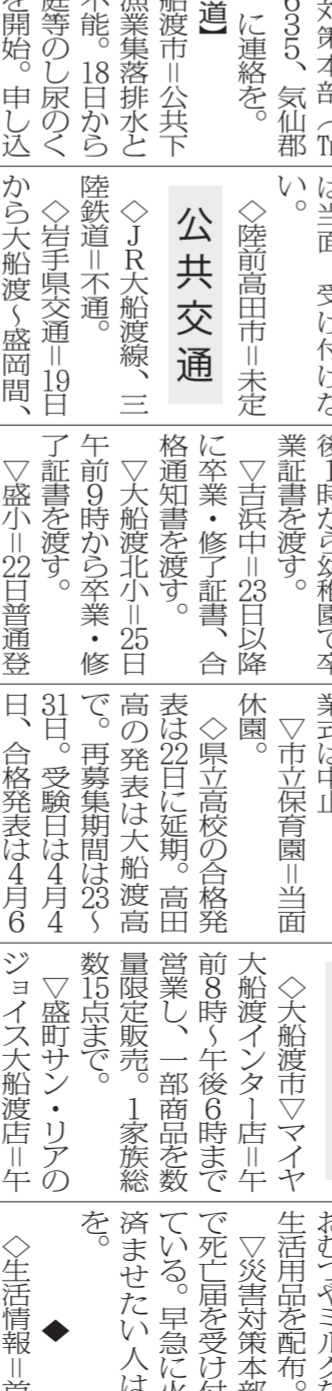 対策本部(℡
635、気仙郡
に連絡を。
道】
船渡市=公共下
漁業集落排水と
不能。18日から
庭等のし尿のく
を開始。申し込
は当面、受け付けな
い。
◇陸前高田市=未定
公共交通
◇JR大船渡線、三
陸鉄道=不通。
◇岩手県交通=19日
から大船渡~盛岡間、
後1時から幼稚園で卒
業証書を渡す。
▽吉浜中=23日以降
に卒業・修了証書、合
格通知書を渡す。
▽大船渡北小=25日
午前9時から卒業・修
了証書を渡す。
▽盛小=22日普通登
業式は中止
▽市立保育園=当面
休園。
◇県立高校の合格発
表は22日に延期。高田
高の発表は大船渡高
で。再募集期間は23~
31日。受験日は4月4
日、合格発表は4月6
◇大船渡市▽マイヤ
大船渡インター店=午
前8時~午後6時まで
営業し、一部商品を数
量限定販売。1家族総
数15点まで。
▽盛町サン・リアの
ジョイス大船渡店=午
おむつやミルクを
生活用品を配布。
▽災害対策本部
で死亡届を受け付
ている。早急に火
済ませたい人は
を。
◆
◇生活情報=